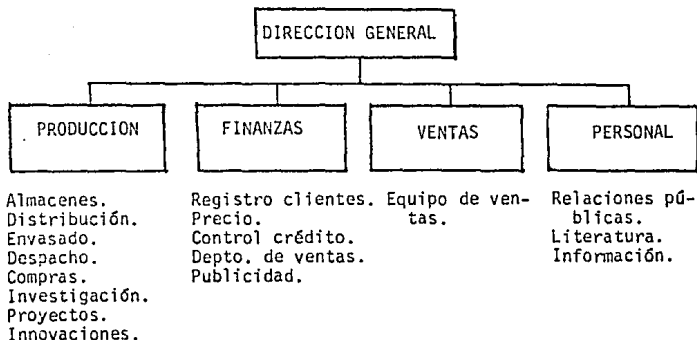 DIRECCION GENERAL
PRODUCCION
FINANZAS
VENTAS
PERSONAL
Almacenes.
Distribución.
Envasado.
Despacho.
Compras.
Investigación.
Proyectos.
Innovaciones.
Registro clientes.
Precio.
Control crédito.
Depto. de ventas.
Publicidad.
Equipo de ven-
tas.
Relaciones pú-
blicas.
Literatura.
Información.